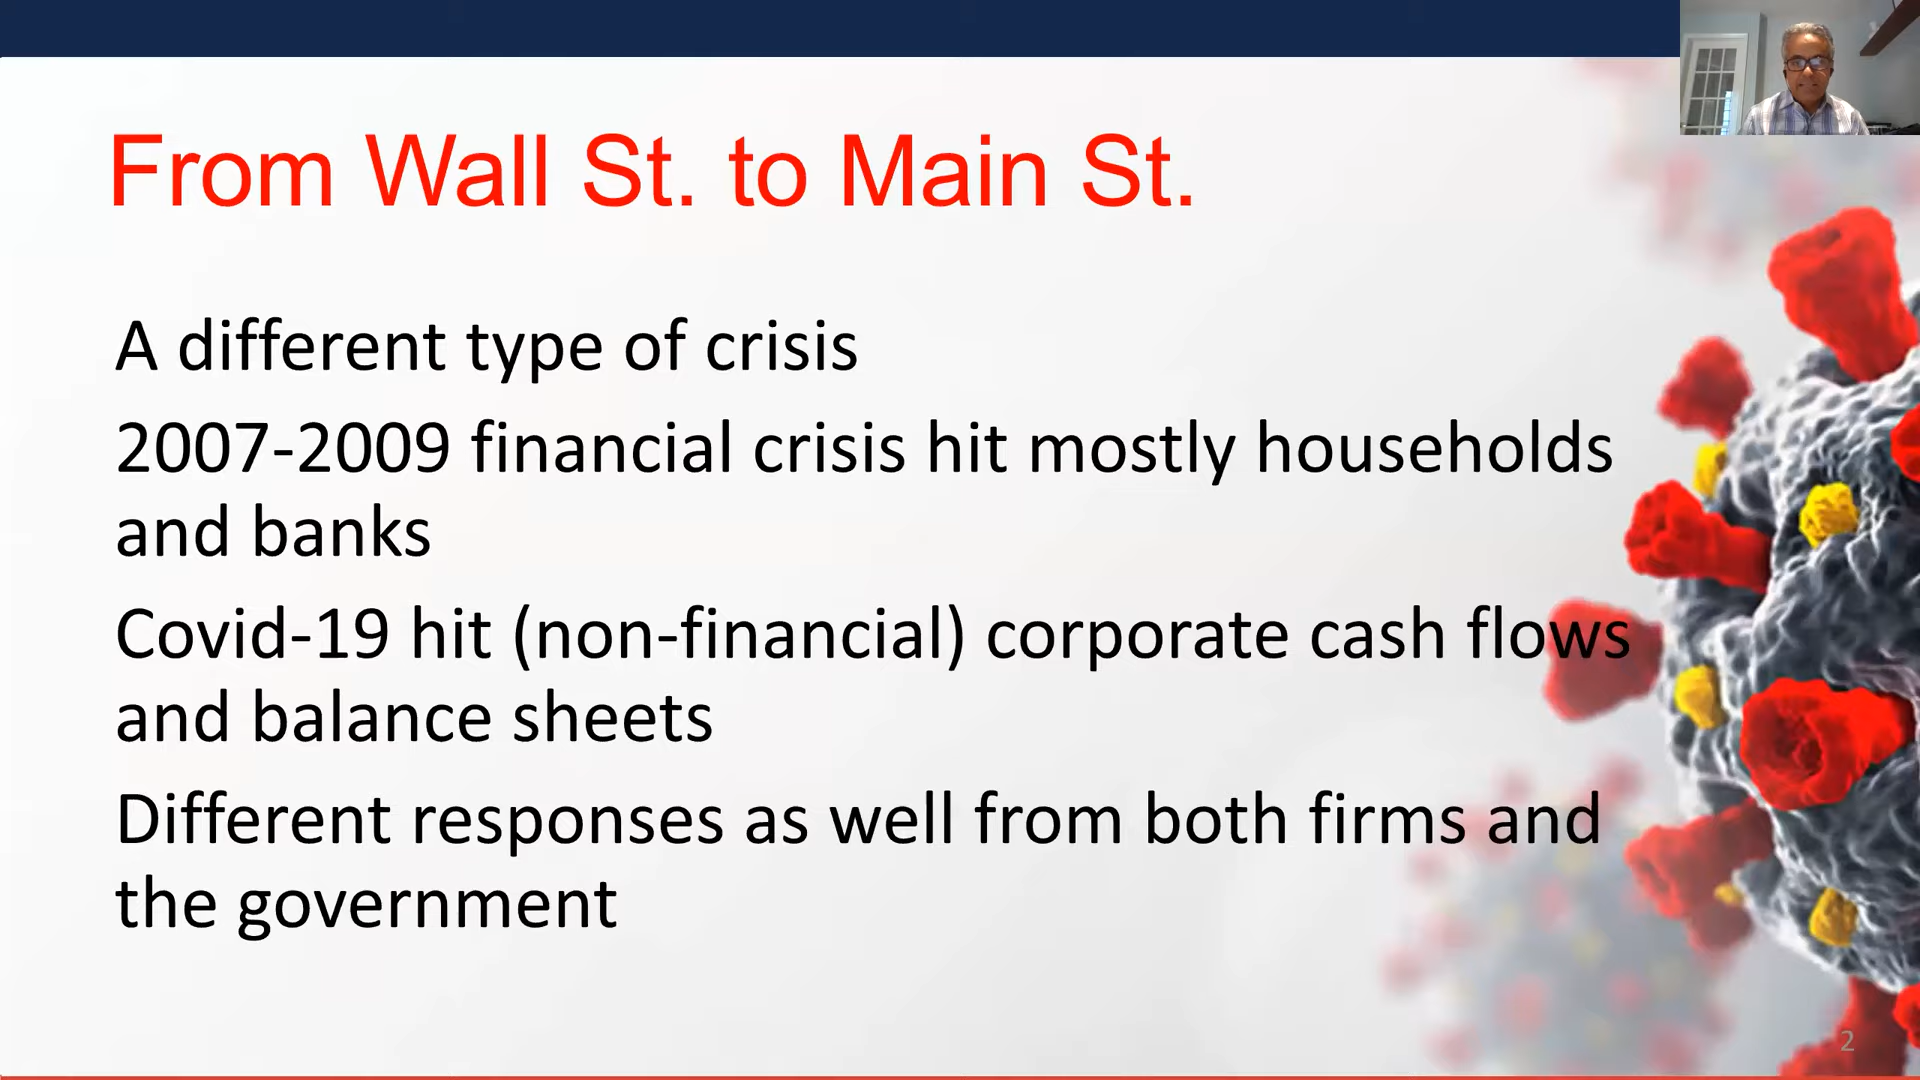 From Wall St. to Main St.
A different type of crisis
2007-2009 financial crisis hit mostly households
and banks
Covid-19 hit (non-financial) corporate cash flows
and balance sheets
Different responses as well from both firms and
the government
2